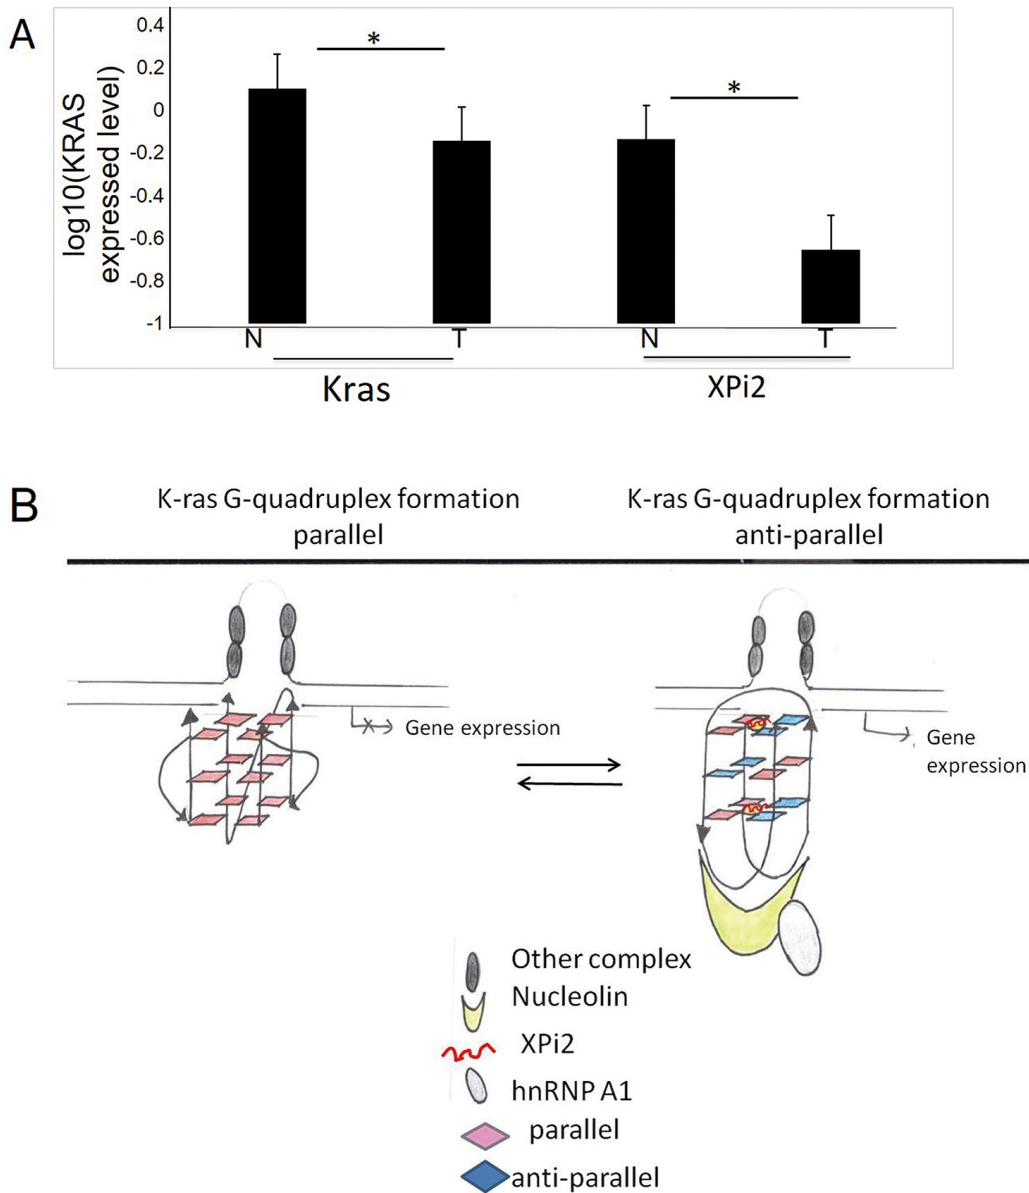 A
log10(KRAS
expressed level)
0.4
0.2
0
-0.2
-0.4
-0.6
-0.8
-1
*
*
N
T
N
T
Kras
XPi2
B
K-ras G-quadruplex formation
parallel
K-ras G-quadruplex formation
anti-parallel
Gene expression
Gene
expression
Other complex
Nucleolin
XPi2
hnRNP A1
parallel
anti-parallel